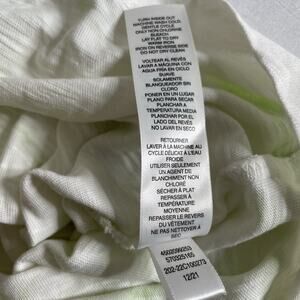 TURN INSIDE OUT
MACHINE WASH COLD
GENTLE CYCLE
ONLY NON CHLORINE
BLEACH
LAY FLAT TO DRY
WARM IRON
IRON ON REVERSE SIDE
DO NOT DRY CLEAN
VOLTEAR AL REVÉS
LAVAR A MÁQUINA CON
AGUA FRÍA EN CICLO
SUAVE
SOLAMENTE
BLANQUEADOR SIN
CLORO
PONER EN UN LUGAR
PLANO PARA SECAR
PLANCHAR A
TEMPERATURA MEDIA
PLANCHAR POR EL
LADO DEL REVÉS
NO LAVAR EN SECO
RETOURNER
LAVER À LA MACHINE AU
CYCLE DÉLICAT À L'EAU
FROIDE
UTILISER SEULEMENT
UN AGENT DE
BLANCHIMENT NON
CHLORÉ
SÉCHER À PLAT
REPASSER À
TEMPÉRATURE
MOYENNE
REPASSER LE REVERS
DU VÊTEMENT
NE PAS NETTOYER À
SEC
202-22C100273
12/21